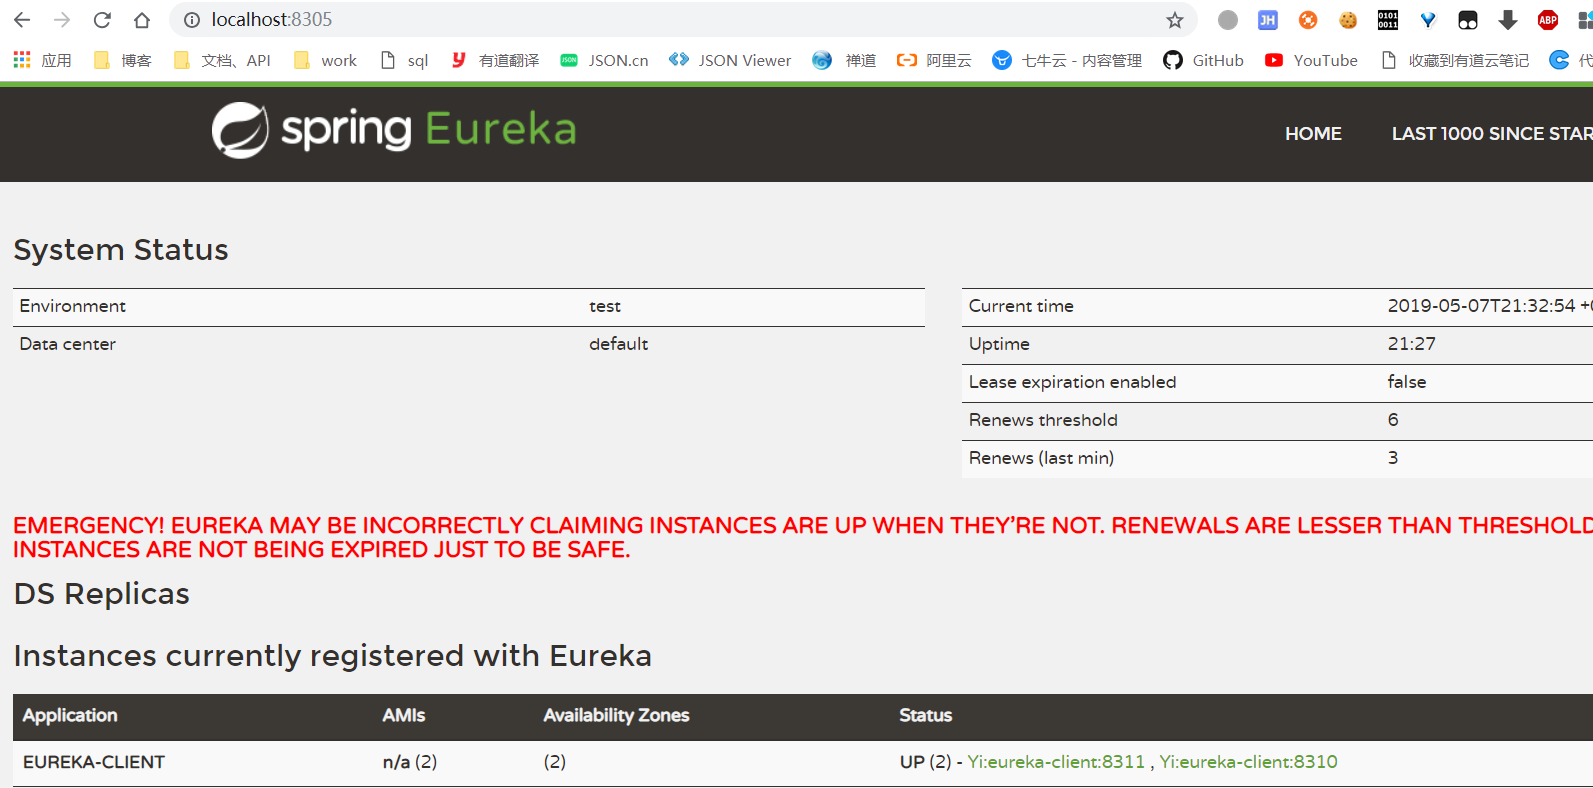 localhost:8305
应用 博客 文档、API work sql 有道翻译 JSON.cn JSON Viewer 禅道 阿里云 七牛云 - 内容管理 GitHub YouTube 收藏到有道云笔记 代
spring Eureka
HOME LAST 1000 SINCE STAR
System Status
Environment test
Data center default
Current time 2019-05-07T21:32:54
Uptime 21:27
Lease expiration enabled false
Renews threshold 6
Renews (last min) 3
EMERGENCY! EUREKA MAY BE INCORRECTLY CLAIMING INSTANCES ARE UP WHEN THEY'RE NOT. RENEWALS ARE LESSER THAN THRESHOLD
INSTANCES ARE NOT BEING EXPIRED JUST TO BE SAFE.
DS Replicas
Instances currently registered with Eureka
Application AMIs Availability Zones Status
EUREKA-CLIENT n/a (2) (2) UP (2) - Yi:eureka-client:8311 , Yi:eureka-client:8310